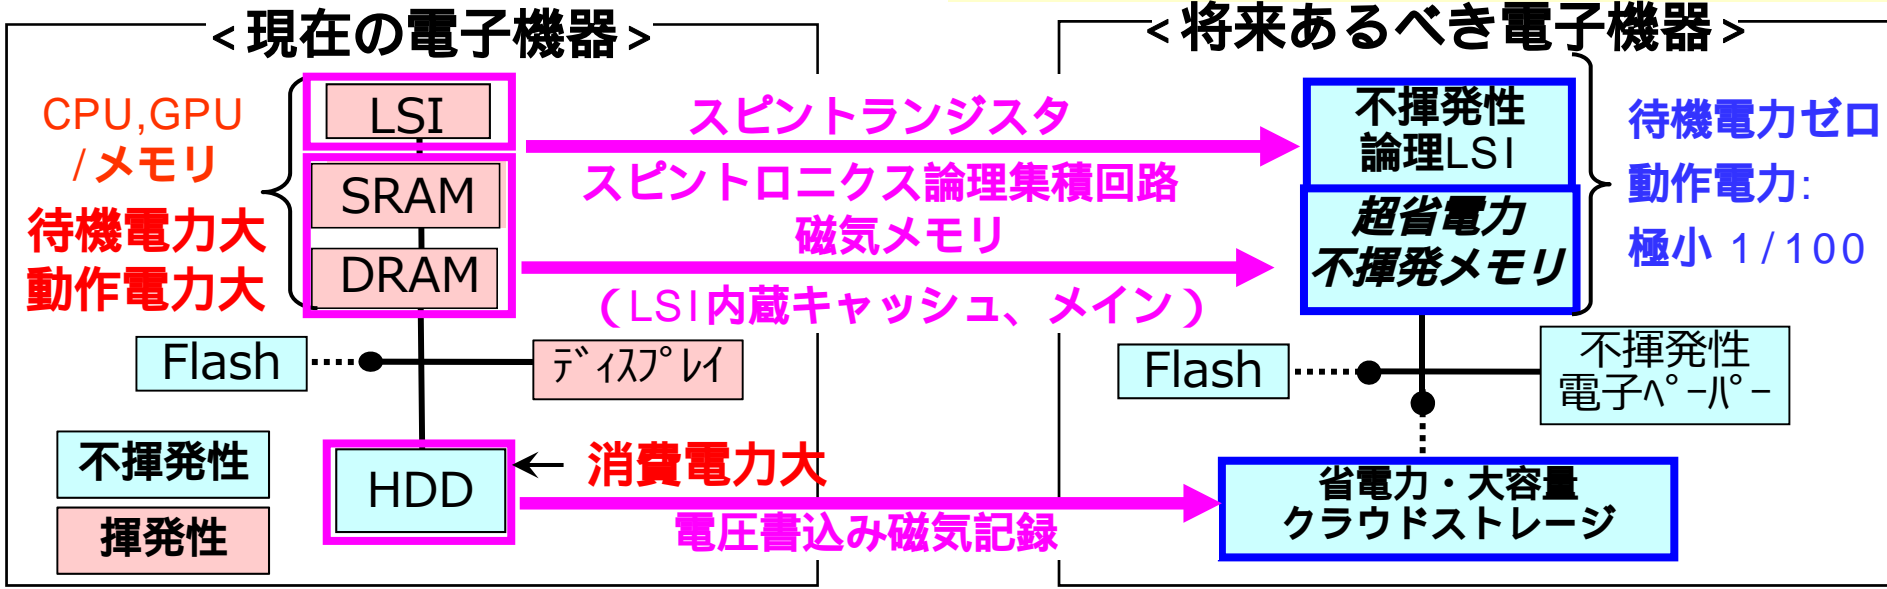 <現在の電子機器>
CPU,GPU
/メモリ
待機電力大
動作電力大
LSI
SRAM
DRAM
Flash
ﾃﾞｨｽﾌﾟﾚｲ
HDD
消費電力大
不揮発性
揮発性
スピントランジスタ
スピントロニクス論理集積回路
磁気メモリ
(LSI内蔵キャッシュ、メイン)
電圧書込み磁気記録
<将来あるべき電子機器>
不揮発性
論理LSI
超省電力
不揮発メモリ
待機電力ゼロ
動作電力:
極小 1/100
Flash
不揮発性
電子ﾍﾟｰﾊﾟｰ
省電力・大容量
クラウドストレージ